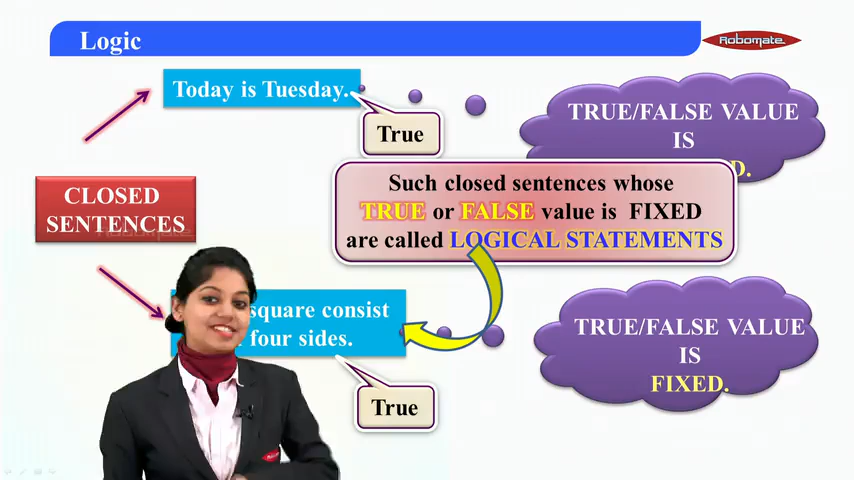 Logic
Robomate
Today is Tuesday.
True
TRUE/FALSE VALUE
IS
D.
CLOSED
SENTENCES
Robomate
Such closed sentences whose
TRUE or FALSE value is FIXED
are called LOGICAL STATEMENTS
square consist
four sides.
True
TRUE/FALSE VALUE
IS
FIXED.